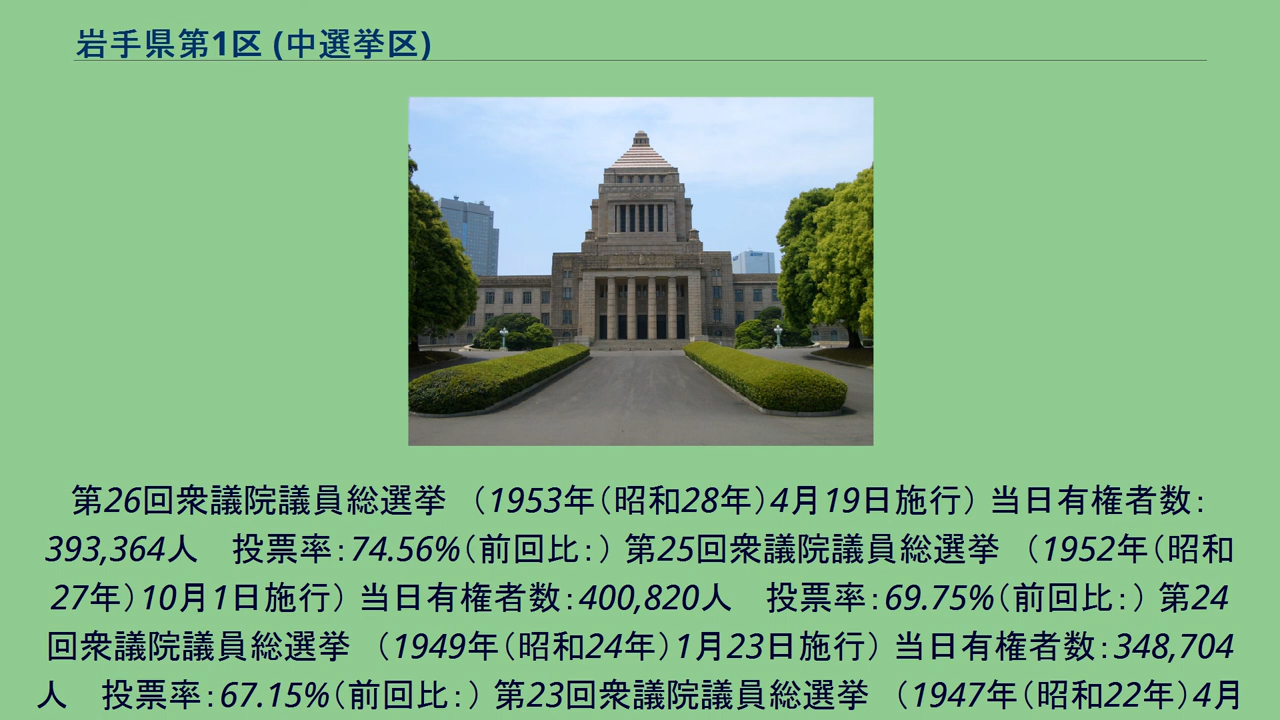 岩手県第1区 (中選挙区)
第26回衆議院議員総選挙　（1953年（昭和28年）4月19日施行） 当日有権者数：
393,364人　投票率：74.56%（前回比：） 第25回衆議院議員総選挙　（1952年（昭和
27年）10月1日施行） 当日有権者数：400,820人　投票率：69.75%（前回比：） 第24
回衆議院議員総選挙　（1949年（昭和24年）1月23日施行） 当日有権者数：348,704
人　投票率：67.15%（前回比：） 第23回衆議院議員総選挙　（1947年（昭和22年）4月